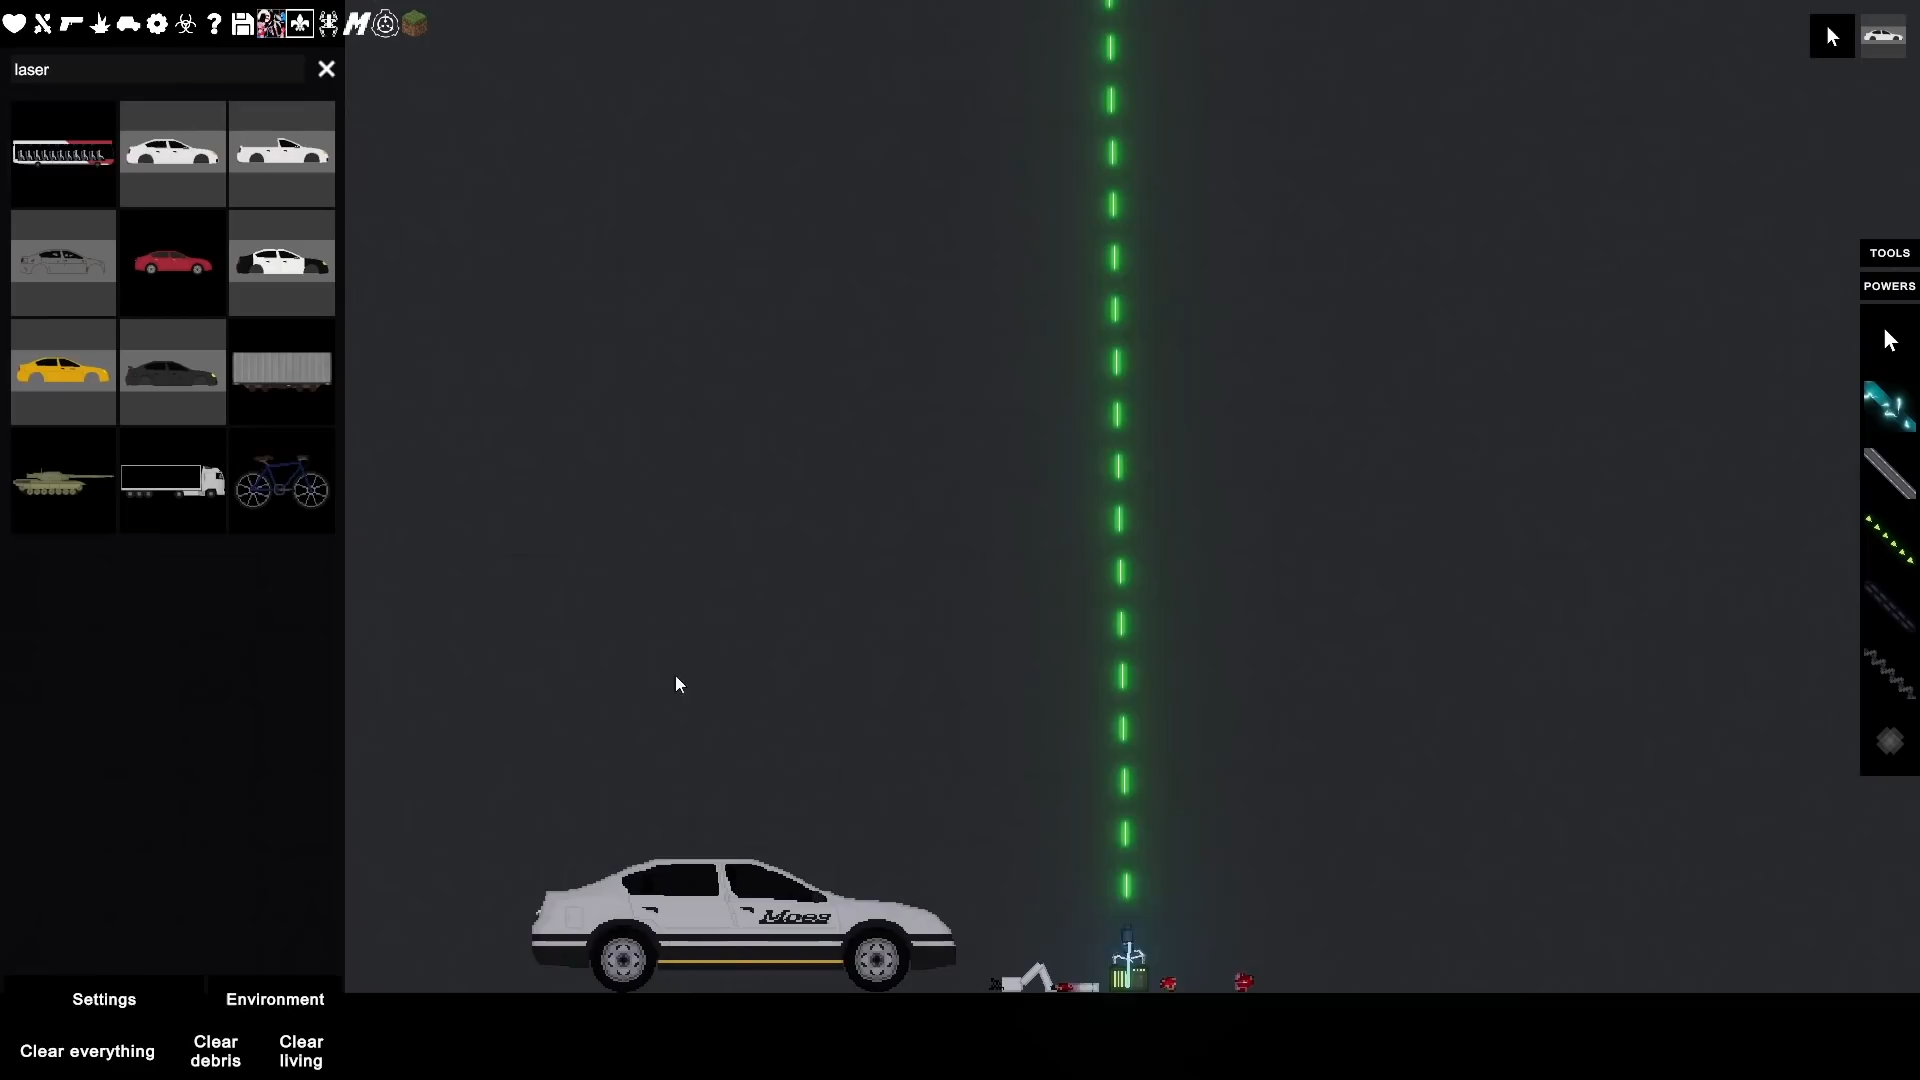 laser
TOOLS
POWERS
Moes
Settings
Environment
Clear everything
Clear
debris
Clear
living